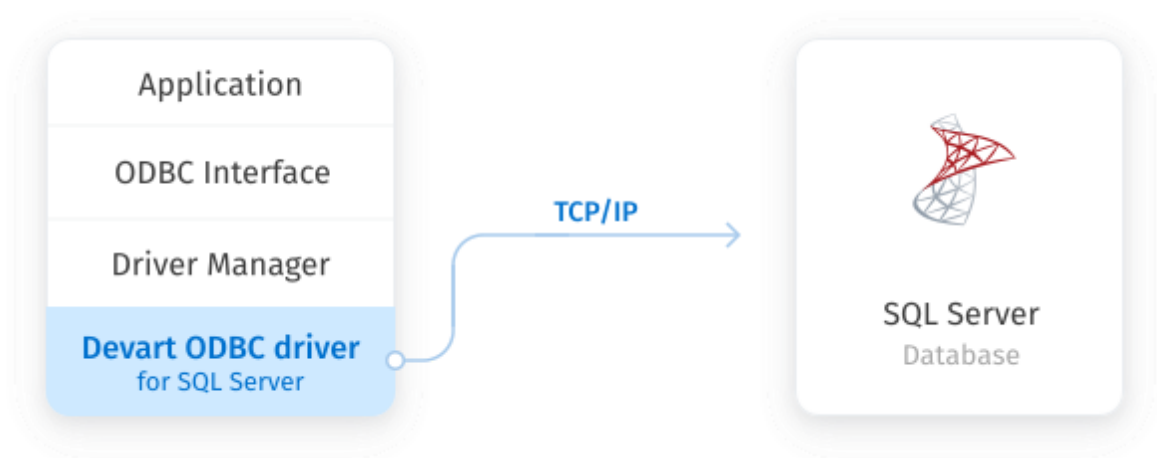 Application
ODBC Interface
Driver Manager
Devart ODBC driver
for SQL Server
TCP/IP
SQL Server
Database